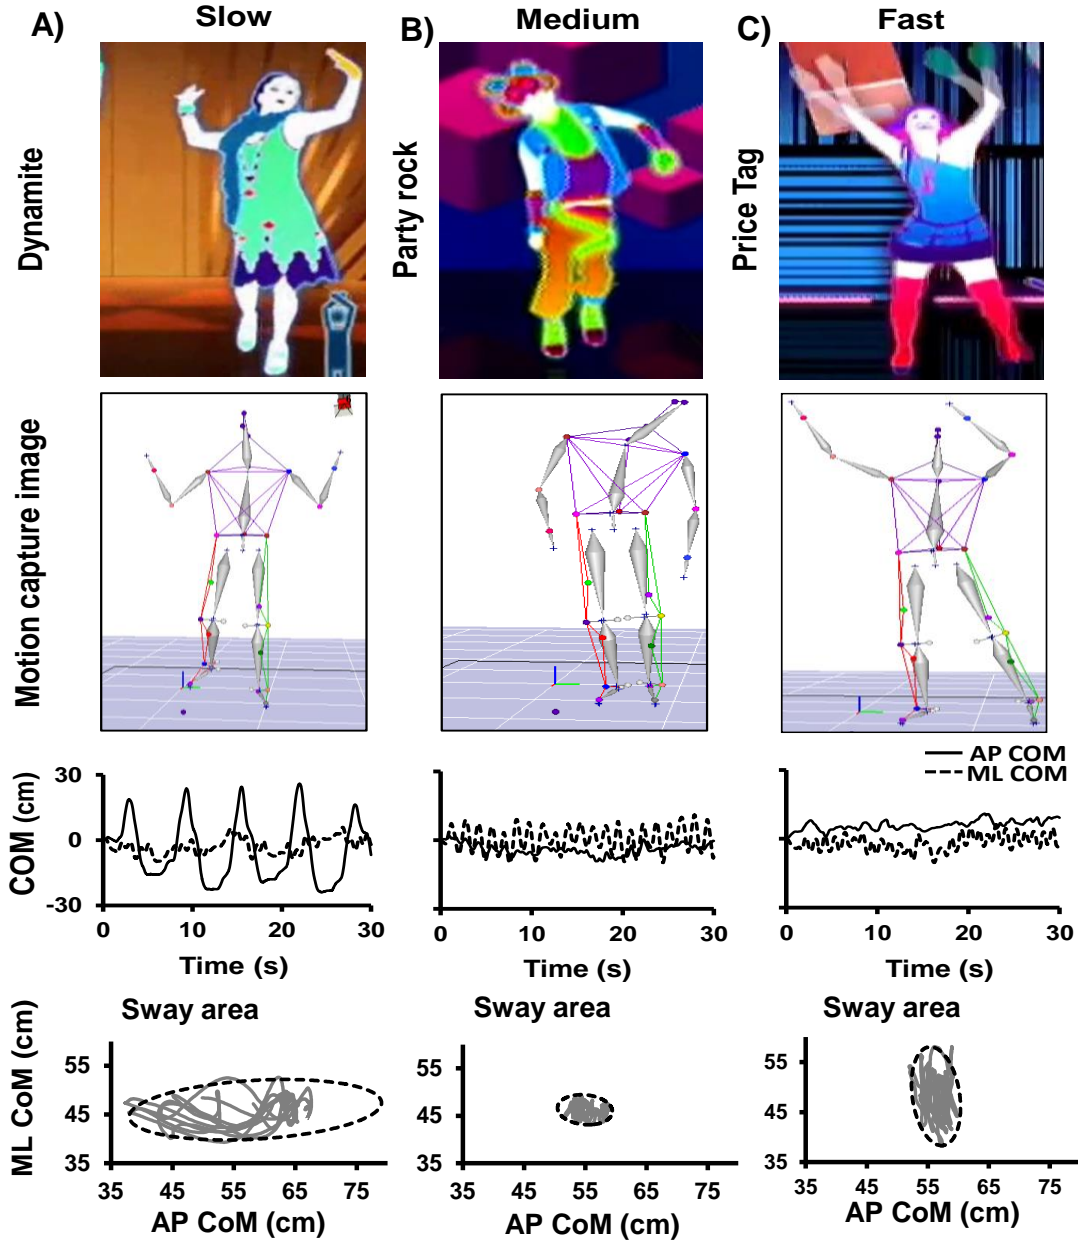 A)
Slow
B)
Medium
C)
Fast
Dynamite
Party rock
Price Tag
Motion capture image
AP COM
ML COM
COM (cm)
30
0
-30
0 10 20 30
0 10 20 30
0 10 20 30
Time (s)
Time (s)
Time (s)
Sway area
Sway area
Sway area
ML CoM (cm)
55
45
35
55
45
35
55
45
35
35 45 55 65 75
35 45 55 65 75
35 45 55 65 75
AP CoM (cm)
AP CoM (cm)
AP CoM (cm)